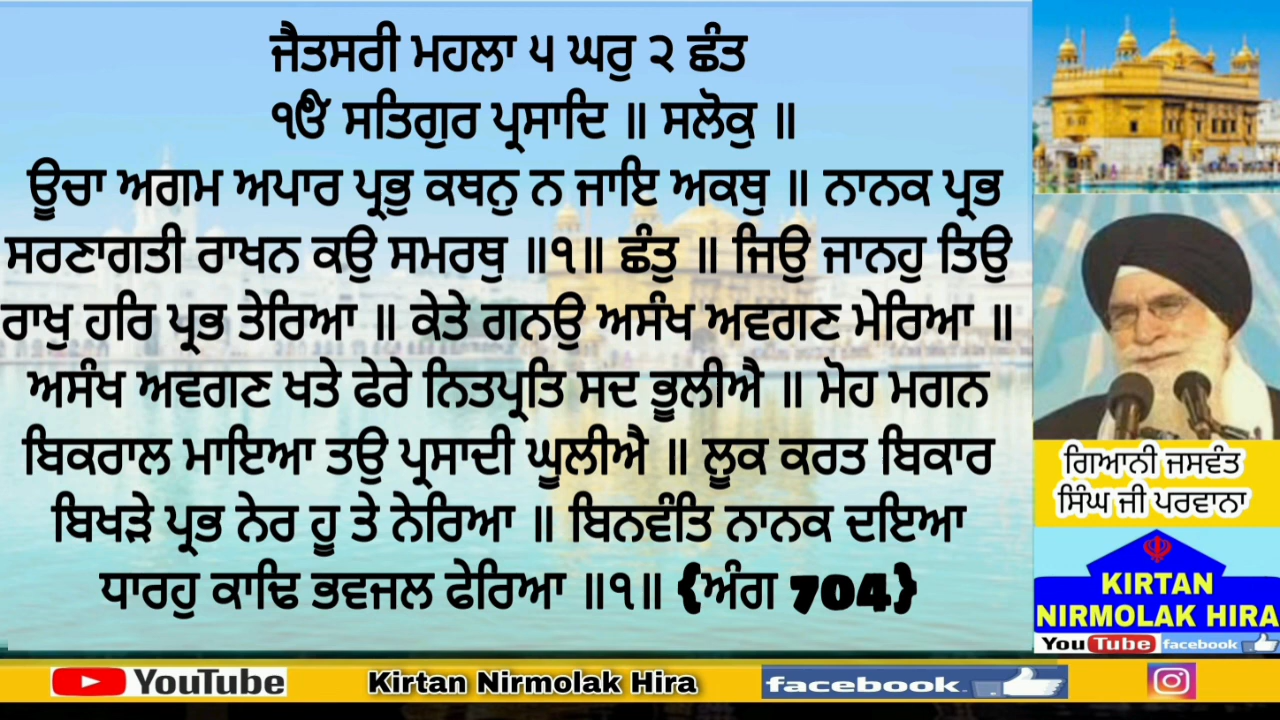 ਜੈਤਸਰੀ ਮਹਲਾ ੫ ਘਰੁ ੨ ਛੰਤ
ੴ ਸਤਿਗੁਰ ਪ੍ਰਸਾਦਿ ॥ ਸਲੋਕੁ ॥
ਊਚਾ ਅਗਮ ਅਪਾਰ ਪ੍ਰਭੁ ਕਥਨੁ ਨ ਜਾਇ ਅਕਥੁ ॥ ਨਾਨਕ ਪ੍ਰਭ
ਸਰਣਾਗਤੀ ਰਾਖਨ ਕਉ ਸਮਰਥੁ ॥੧॥ ਛੰਤੁ ॥ ਜਿਉ ਜਾਨਹੁ ਤਿਉ
ਰਾਖੁ ਹਰਿ ਪ੍ਰਭ ਤੇਰਿਆ ॥ ਕੇਤੇ ਗਨਉ ਅਸੰਖ ਅਵਗਣ ਮੇਰਿਆ ॥
ਅਸੰਖ ਅਵਗਣ ਖਤੇ ਫੇਰੇ ਨਿਤਪ੍ਰਤਿ ਸਦ ਭੂਲੀਐ ॥ ਮੋਹ ਮਗਨ
ਬਿਕਰਾਲ ਮਾਇਆ ਤਉ ਪ੍ਰਸਾਦੀ ਘੂਲੀਐ ॥ ਲੂਕ ਕਰਤ ਬਿਕਾਰ
ਬਿਖੜੇ ਪ੍ਰਭ ਨੇਰ ਹੂ ਤੇ ਨੇਰਿਆ ॥ ਬਿਨਵੰਤਿ ਨਾਨਕ ਦਇਆ
ਧਾਰਹੁ ਕਾਢਿ ਭਵਜਲ ਫੇਰਿਆ ॥੧॥ {ਅੰਗ 704}
ਗਿਆਨੀ ਜਸਵੰਤ
ਸਿੰਘ ਜੀ ਪਰਵਾਨਾ
KIRTAN
NIRMOLAK HIRA
YouTube facebook
YouTube Kirtan Nirmolak Hira facebook